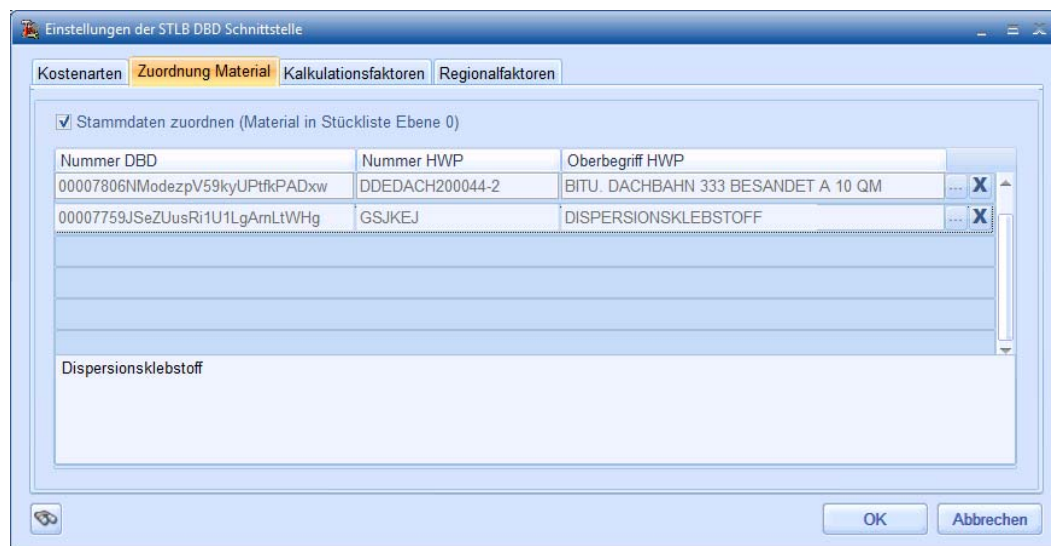 Einstellungen der STLB DBD Schnittstelle
Kostenarten Zuordnung Material Kalkulationsfaktoren Regionalfaktoren
Stammdaten zuordnen (Material in Stückliste Ebene 0)
Nummer DBD Nummer HWP Oberbegriff HWP
00007806NModezpV59kyUPtfkPADxw DDEDACH200044-2 BITU. DACHBAHN 333 BESANDET A 10 QM ... X
00007759JSeZUusRi1U1LgAmLtWHg GSJKEJ DISPERSIONSKLEBSTOFF ... X
Dispersionsklebstoff
OK Abbrechen